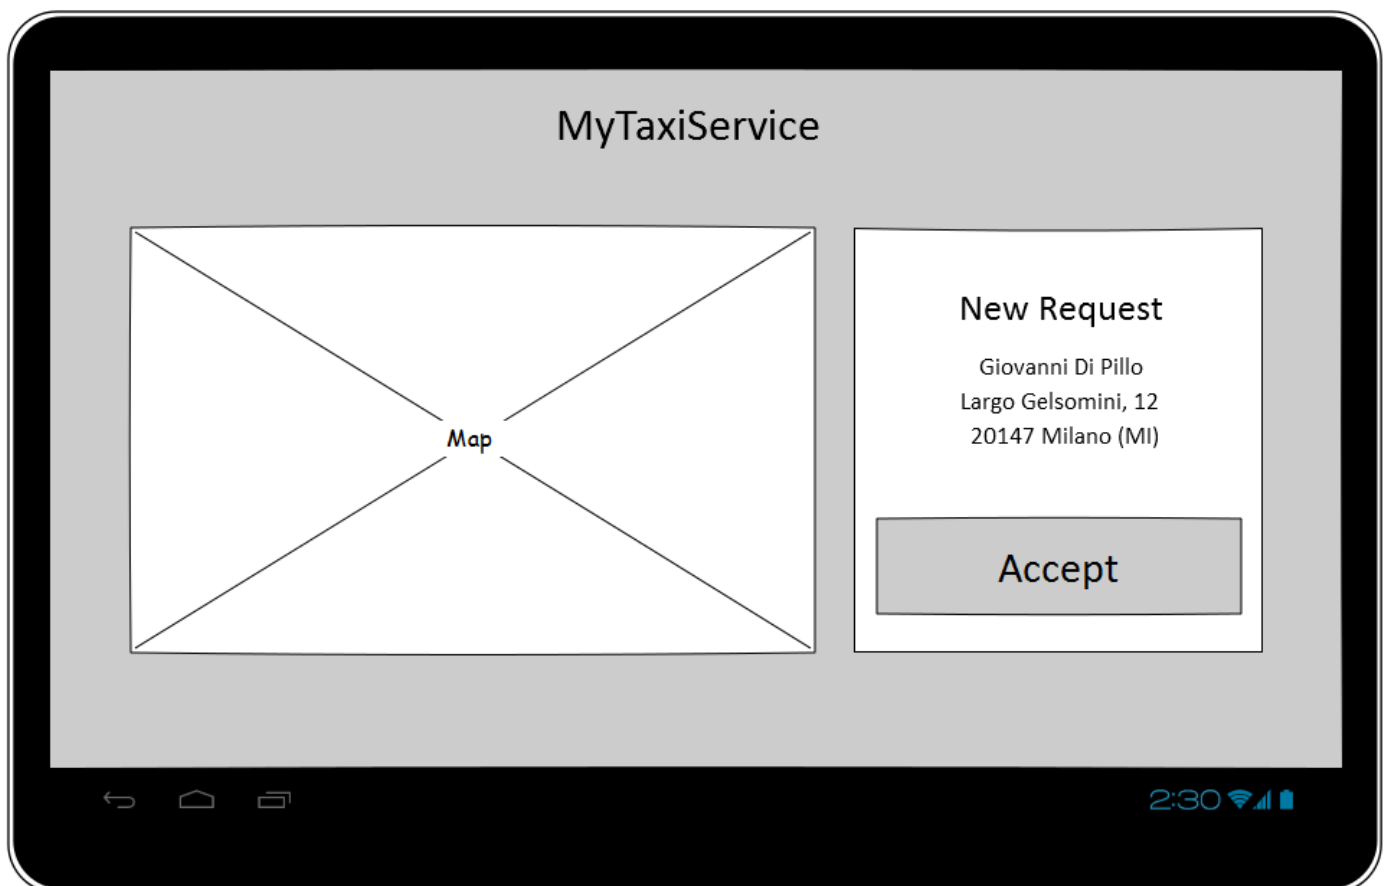 MyTaxiService
Map
New Request
Giovanni Di Pillo
Largo Gelsomini, 12
20147 Milano (MI)
Accept
2:30